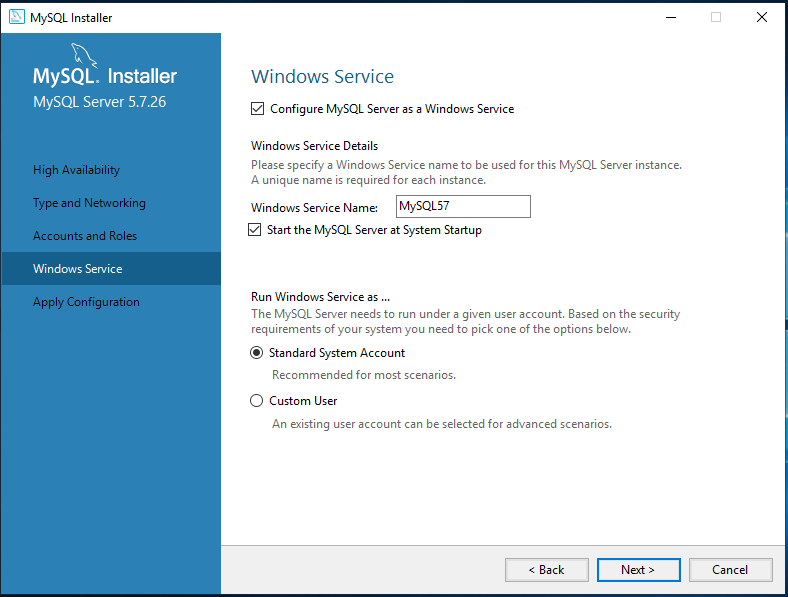 MySQL Installer
MySQL. Installer
MySQL Server 5.7.26
High Availability
Type and Networking
Accounts and Roles
Windows Service
Apply Configuration
Windows Service
Configure MySQL Server as a Windows Service
Windows Service Details
Please specify a Windows Service name to be used for this MySQL Server instance.
A unique name is required for each instance.
Windows Service Name: MySQL57
Start the MySQL Server at System Startup
Run Windows Service as ...
The MySQL Server needs to run under a given user account. Based on the security
requirements of your system you need to pick one of the options below.
Standard System Account
Recommended for most scenarios.
Custom User
An existing user account can be selected for advanced scenarios.
< Back Next > Cancel